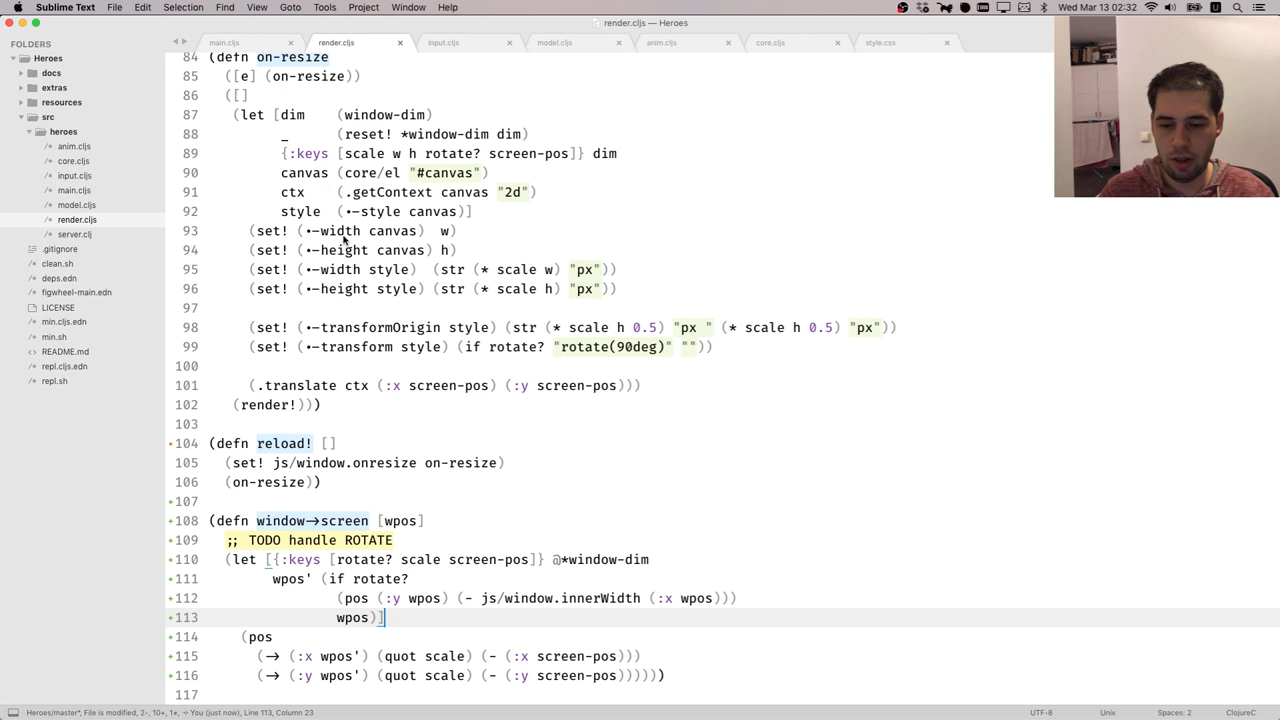 Sublime Text File Edit Selection Find View Goto Tools Project Window Help Wed Mar 13 02:32
render.cljs — Heroes
FOLDERS
Heroes
docs
extras
resources
src
heroes
anim.cljs
core.cljs
input.cljs
main.cljs
model.cljs
render.cljs
server.clj
.gitignore
clean.sh
deps.edn
figwheel-main.edn
LICENSE
min.cljs.edn
min.sh
README.md
repl.cljs.edn
repl.sh
main.cljs render.cljs input.cljs model.cljs anim.cljs core.cljs style.css
84 (defn on-resize
85 ([e] (on-resize))
86 ([]
87 (let [dim (window-dim)
88 _ (reset! *window-dim dim)
89 {:keys [scale w h rotate? screen-pos]} dim
90 canvas (core/el "#canvas")
91 ctx (.getContext canvas "2d")
92 style (•-style canvas)]
93 (set! (•-width canvas) w)
94 (set! (•-height canvas) h)
95 (set! (•-width style) (str (* scale w) "px"))
96 (set! (•-height style) (str (* scale h) "px"))
97
98 (set! (•-transformOrigin style) (str (* scale h 0.5) "px " (* scale h 0.5) "px"))
99 (set! (•-transform style) (if rotate? "rotate(90deg)" ""))
100
101 (.translate ctx (:x screen-pos) (:y screen-pos)))
102 (render!)))
103
104 (defn reload! []
105 (set! js/window.onresize on-resize)
106 (on-resize))
107
108 (defn window→screen [wpos]
109 ;; TODO handle ROTATE
110 (let [{:keys [rotate? scale screen-pos]} @*window-dim
111 wpos' (if rotate?
112 (pos (:y wpos) (- js/window.innerWidth (:x wpos)))
113 wpos)]
114 (pos
115 (→ (:x wpos') (quot scale) (- (:x screen-pos)))
116 (→ (:y wpos') (quot scale) (- (:y screen-pos)))))
117
Heroes/master*, File is modified, 2-, 10+, 1≠, ⊹ You (just now), Line 113, Column 23 UTF-8 Unix Spaces: 2 ClojureC